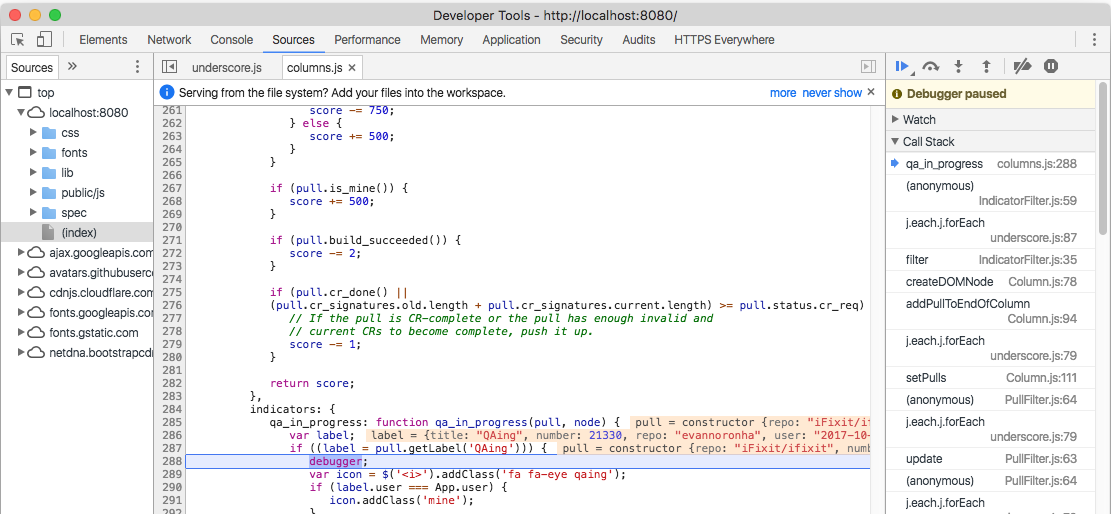 Developer Tools - http://localhost:8080/
Elements Network Console Sources Performance Memory Application Security Audits HTTPS Everywhere
Sources »
underscore.js columns.js ×
Serving from the file system? Add your files into the workspace. more never show ×
top
localhost:8080
css
fonts
lib
public/js
spec
(index)
ajax.googleapis.com
avatars.githubuserco
cdnjs.cloudflare.com
fonts.googleapis.com
fonts.gstatic.com
netdna.bootstrapcdn
261 score -= 750;
262 } else {
263 score += 500;
264 }
265 }
266
267 if (pull.is_mine()) {
268 score += 500;
269 }
270
271 if (pull.build_succeeded()) {
272 score -= 2;
273 }
274
275 if (pull.cr_done() ||
276 (pull.cr_signatures.old.length + pull.cr_signatures.current.length) >= pull.status.cr_req)
277 // If the pull is CR-complete or the pull has enough invalid and
278 // current CRs to become complete, push it up.
279 score -= 1;
280 }
281
282 return score;
283 },
284 indicators: {
285 qa_in_progress: function qa_in_progress(pull, node) { pull = constructor {repo: "iFixit/if
286 var label; label = {title: "QAing", number: 21330, repo: "evannoronha", user: "2017-10-
287 if ((label = pull.getLabel('QAing'))) { pull = constructor {repo: "iFixit/ifixit", numb
288 debugger;
289 var icon = $('<i>').addClass('fa fa-eye qaing');
290 if (label.user === App.user) {
291 icon.addClass('mine');
292 }
Debugger paused
Watch
Call Stack
qa_in_progress columns.js:288
(anonymous)
IndicatorFilter.js:59
j.each.j.forEach
underscore.js:87
filter IndicatorFilter.js:35
createDOMNode Column.js:78
addPullToEndOfColumn
Column.js:94
j.each.j.forEach
underscore.js:79
setPulls Column.js:111
(anonymous) PullFilter.js:64
j.each.j.forEach
underscore.js:79
update PullFilter.js:63
(anonymous) PullFilter.js:64
j.each.j.forEach